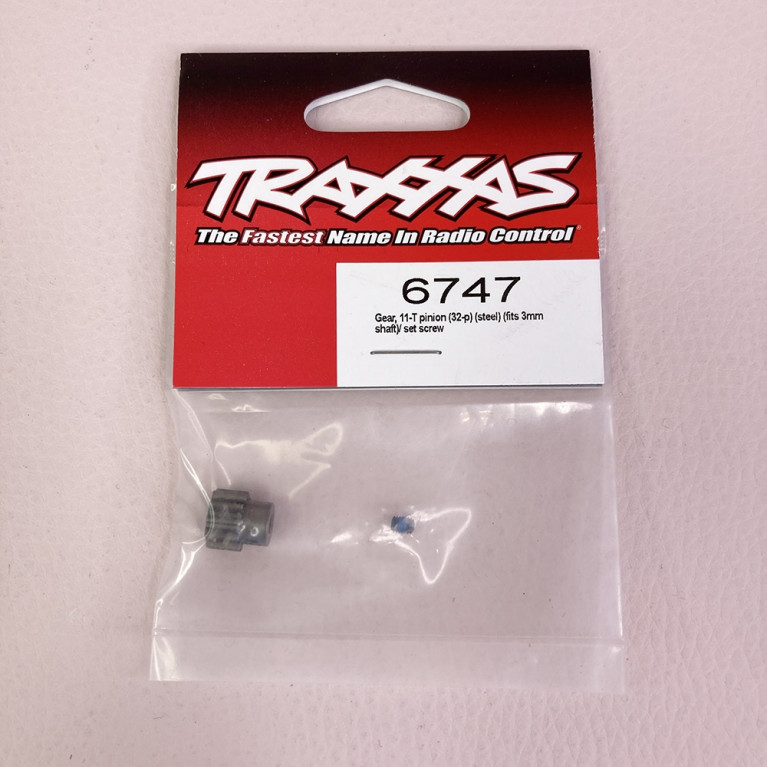 TRAXXAS
The Fastest Name In Radio Control
6747
Gear, 11-T pinion (32-p) (steel) (fits 3mm
shaft)/ set screw